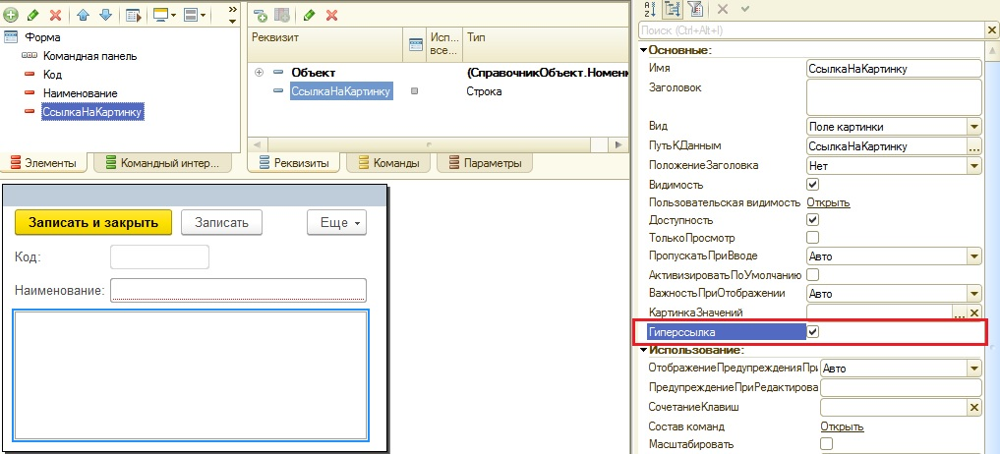 Форма
Командная панель
Код
Наименование
СсылкаНаКартинку
Элементы
Командный интер...
Реквизит
Исп...
все...
Тип
Объект
(СправочникОбъект.Номенк
СсылкаНаКартинку
Строка
Реквизиты
Команды
Параметры
Записать и закрыть
Записать
Еще
Код:
Наименование:
Поиск (Ctrl+Alt+I)
Основные:
Имя
СсылкаНаКартинку
Заголовок
Вид
Поле картинки
ПутьКДанным
СсылкаНаКартинку
...
ПоложениеЗаголовка
Нет
Видимость
Пользовательская видимость
Открыть
Доступность
ТолькоПросмотр
ПропускатьПриВводе
Авто
АктивизироватьПоУмолчанию
ВажностьПриОтображении
Авто
КартинкаЗначений
...
Гиперссылка
Использование:
ОтображениеПредупрежденияПри
Авто
ПредупреждениеПриРедактирова
СочетаниеКлавиш
Состав команд
Открыть
Масштабировать